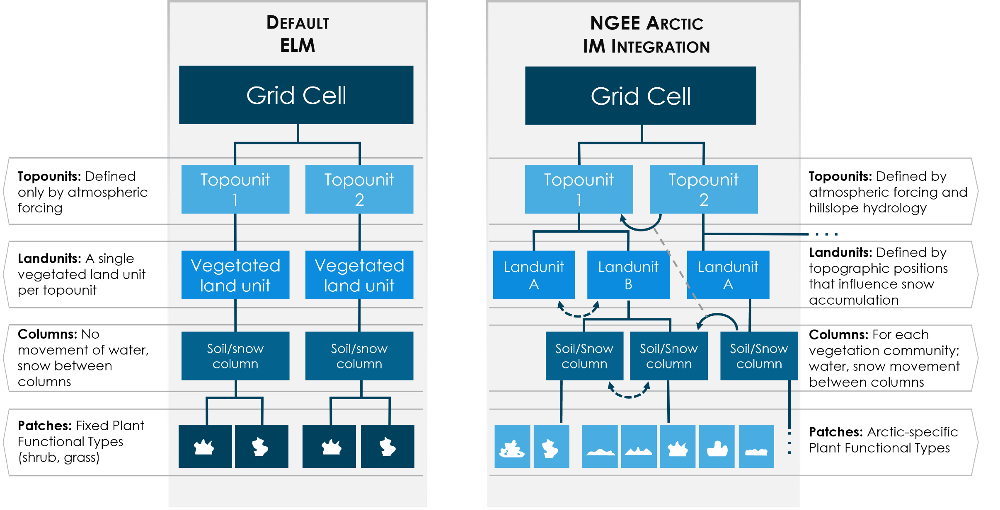 DEFAULT
ELM
Grid Cell
Topounits: Defined
only by atmospheric
forcing
Topounit
1
Topounit
2
Landunits: A single
vegetated land unit
per topounit
Vegetated
land unit
Vegetated
land unit
Columns: No
movement of water,
snow between
columns
Soil/snow
column
Soil/snow
column
Patches: Fixed Plant
Functional Types
(shrub, grass)
NGEE ARCTIC
IM INTEGRATION
Grid Cell
Topounit
1
Topounit
2
Topounits: Defined by
atmospheric forcing and
hillslope hydrology
Landunit
A
Landunit
B
Landunit
A
Landunits: Defined by
topographic positions
that influence snow
accumulation
Soil/Snow
column
Soil/Snow
column
Soil/Snow
column
Columns: For each
vegetation community;
water, snow movement
between columns
Patches: Arctic-specific
Plant Functional Types